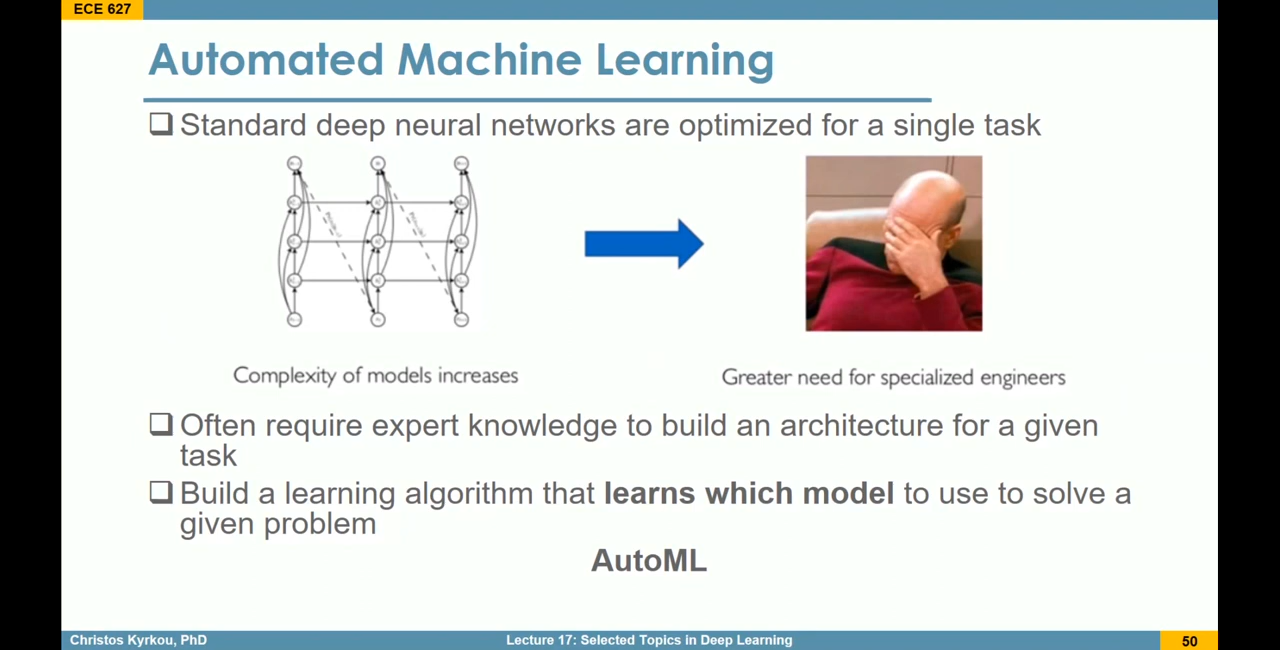 ECE 627
Automated Machine Learning
Standard deep neural networks are optimized for a single task
Complexity of models increases
Greater need for specialized engineers
Often require expert knowledge to build an architecture for a given
task
Build a learning algorithm that learns which model to use to solve a
given problem
AutoML
Christos Kyrkou, PhD
Lecture 17: Selected Topics in Deep Learning
50